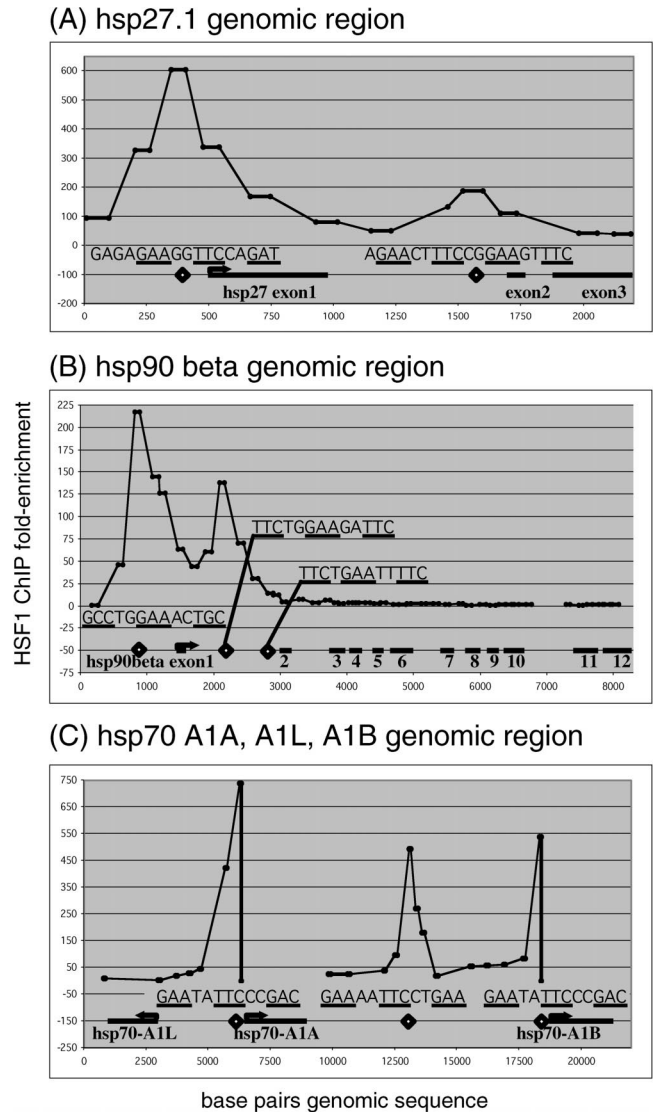 (A) hsp27.1 genomic region
600
500
400
300
200
100
0
-100
-200
GAGAGAAGGTTCCAGAT AGAACTTTCCGGAAGTTTC
hsp27 exon1 exon2 exon3
0 250 500 750 1000 1250 1500 1750 2000
(B) hsp90 beta genomic region
HSF1 ChIP fold-enrichment
225
200
175
150
125
100
75
50
25
0
-25
-50
-75
TTCTGGAAGATTC
TTCTGAATTTTC
GCCTGGAAACTGC
hsp90beta exon1 2 3 4 5 6 7 8 9 10 11 12
0 1000 2000 3000 4000 5000 6000 7000 8000
(C) hsp70 A1A, A1L, A1B genomic region
750
650
550
450
350
250
150
50
-50
-150
-250
GAATATTCCCGAC GAAAATTCCTGAA GAATATTCCCGAC
hsp70-A1L hsp70-A1A hsp70-A1B
0 2500 5000 7500 10000 12500 15000 17500 20000
base pairs genomic sequence